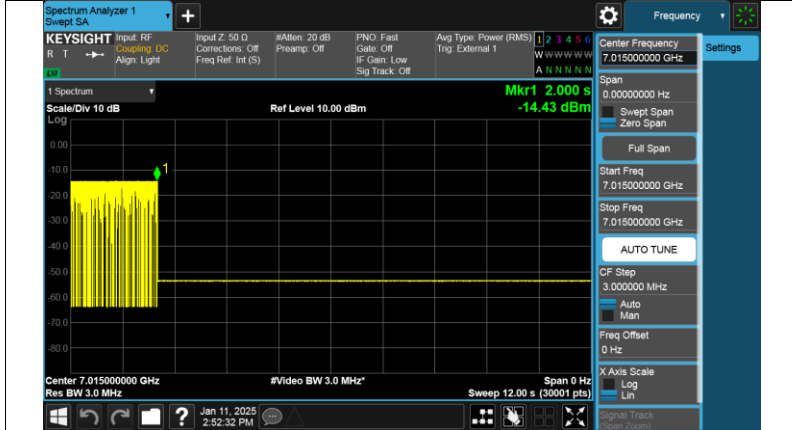 Spectrum Analyzer 1
Swept SA
Frequency
KEYSIGHT
R T
LU
Input: RF
Coupling: DC
Align: Light
Input Z: 50 Ω
Corrections: Off
Freq Ref: Int (S)
#Atten: 20 dB
Preamp: Off
PNO: Fast
Gate: Off
IF Gain: Low
Sig Track: Off
Avg Type: Power (RMS)
Trig: External 1
1 2 3 4 5 6
W W W W W W
A N N N N N
1 Spectrum
Scale/Div 10 dB
Ref Level 10.00 dBm
Mkr1 2.000 s
-14.43 dBm
Log
0.00
-10.0
-20.0
-30.0
-40.0
-50.0
-60.0
-70.0
-80.0
1
Center 7.015000000 GHz
Res BW 3.0 MHz
#Video BW 3.0 MHz*
Span 0 Hz
Sweep 12.00 s (30001 pts)
Jan 11, 2025
2:52:32 PM
Center Frequency
7.015000000 GHz
Span
0.00000000 Hz
Swept Span
Zero Span
Full Span
Start Freq
7.015000000 GHz
Stop Freq
7.015000000 GHz
AUTO TUNE
CF Step
3.000000 MHz
Auto
Man
Freq Offset
0 Hz
X Axis Scale
Log
Lin
Signal Track
(Span Zoom)
Settings